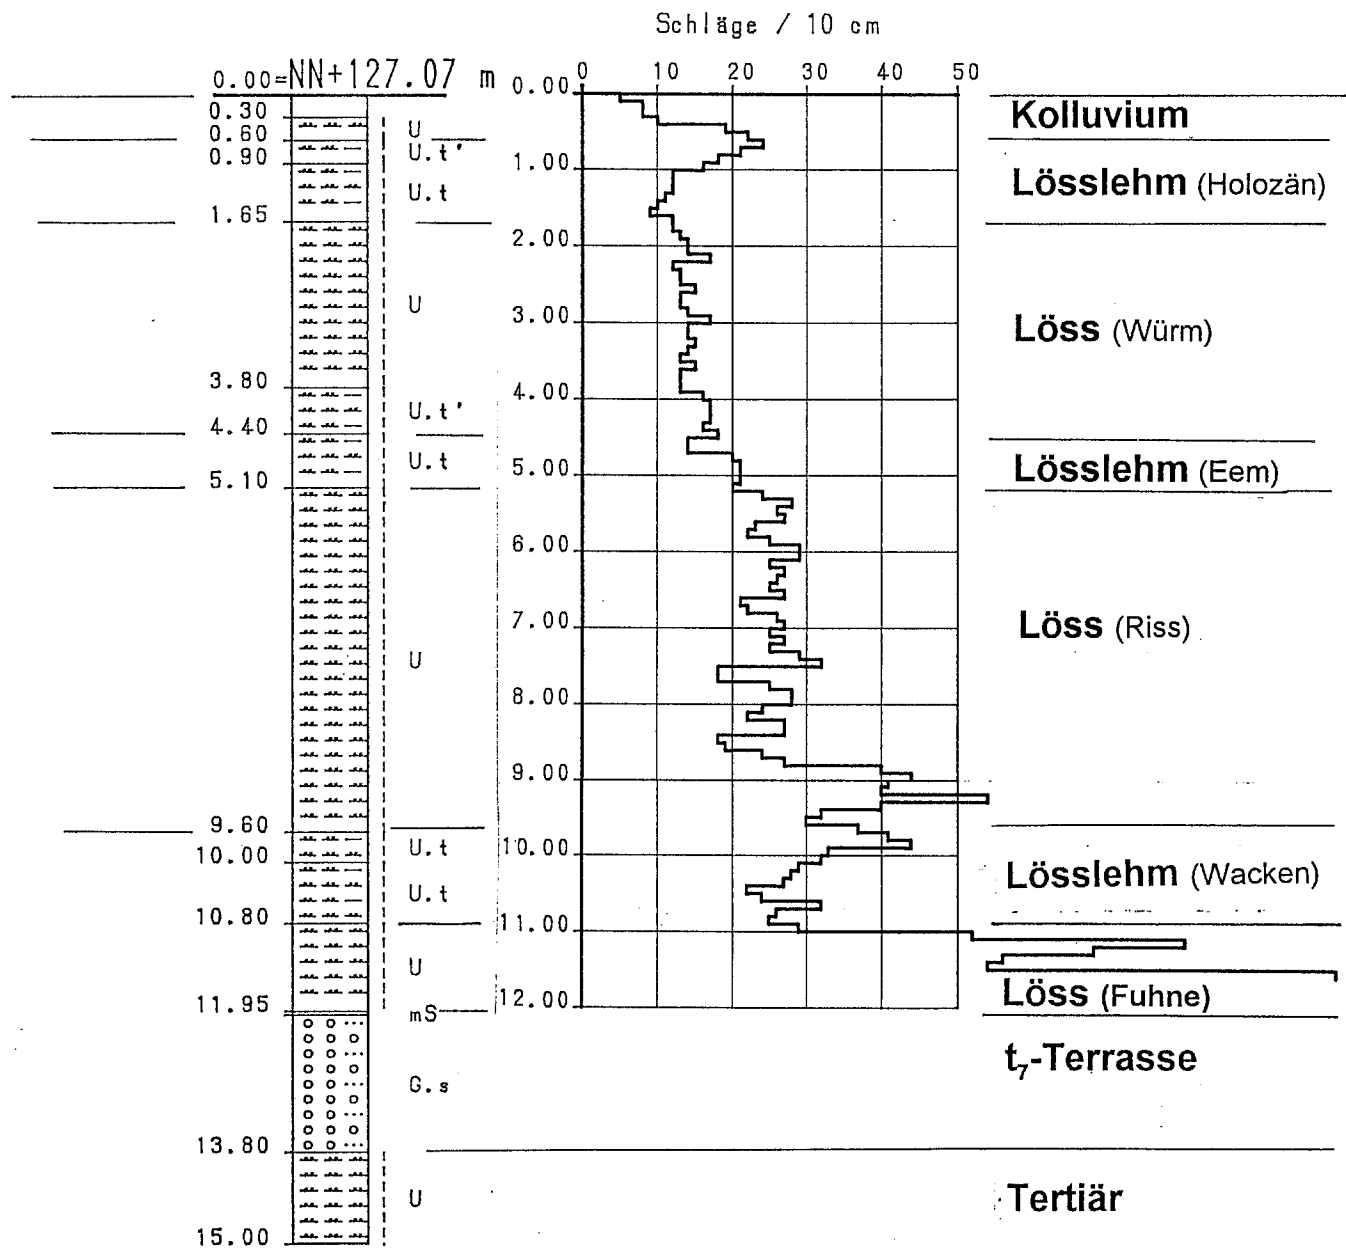 Schläge / 10 cm
0.00=NN+127.07 m
0.00
0 10 20 30 40 50
0.30
0.60
0.90
1.65
3.80
4.40
5.10
9.60
10.00
10.80
11.95
13.80
15.00
U
U.t'
U.t
U
U.t'
U.t
U
U.t
U.t
U
mS
G.s
U
1.00
2.00
3.00
4.00
5.00
6.00
7.00
8.00
9.00
10.00
11.00
12.00
Kolluvium
Lösslehm (Holozän)
Löss (Würm)
Lösslehm (Eem)
Löss (Riss)
Lösslehm (Wacken)
Löss (Fuhne)
t₇-Terrasse
Tertiär